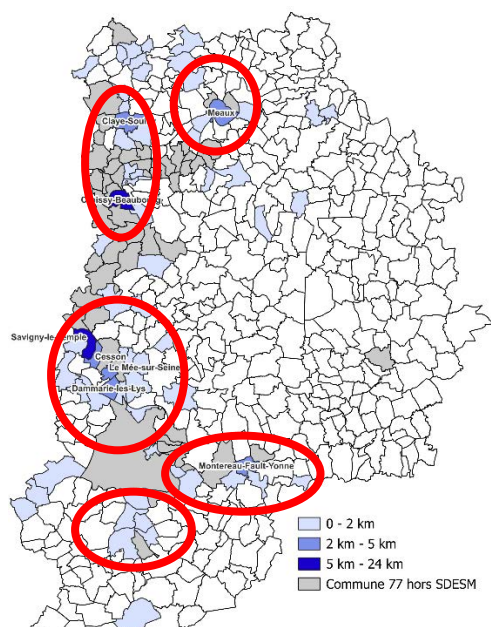 Claye-Souil
Meaux
Croissy-Beaubourg
Savigny-le-Temple
Cesson
Le Mée-sur-Seine
Dammarie-les-Lys
Montereau-Fault-Yonne
0 - 2 km
2 km - 5 km
5 km - 24 km
Commune 77 hors SDESM